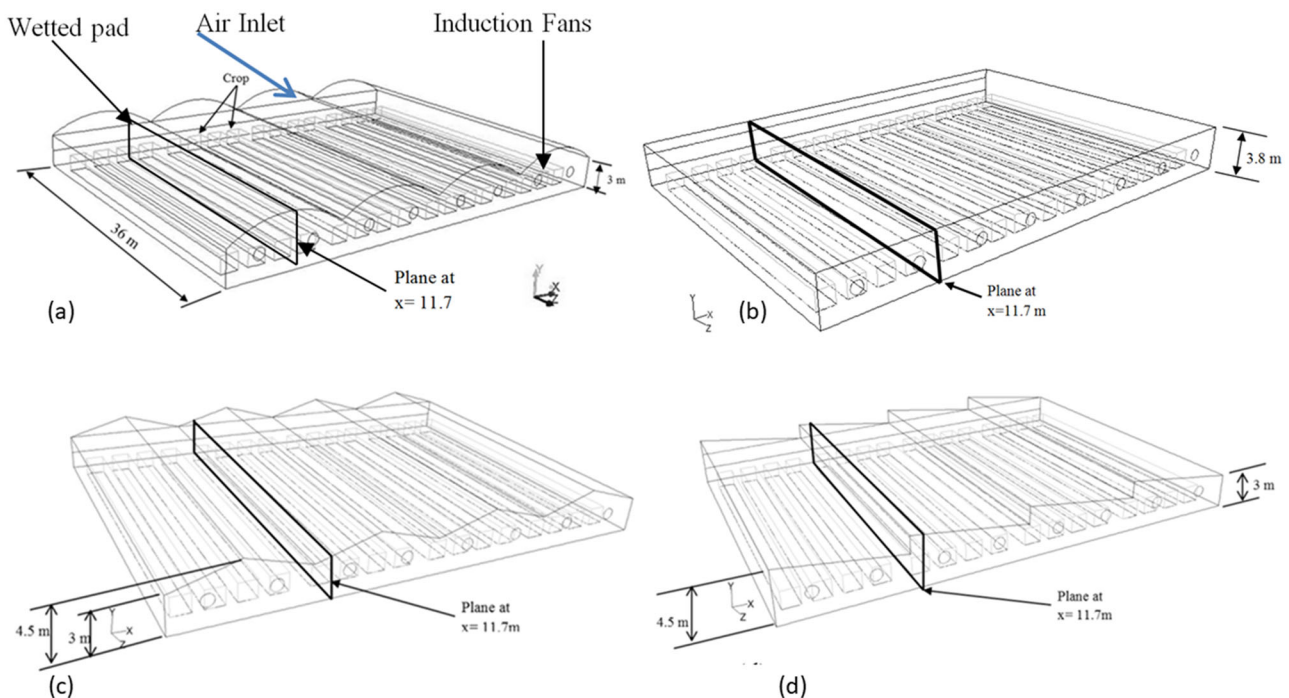 Wetted pad
Air Inlet
Induction Fans
Crop
3 m
36 m
Plane at
x= 11.7
Y
X
Z
(a)
3.8 m
Plane at
x=11.7 m
Y
X
Z
(b)
4.5 m
3 m
Y
X
Z
Plane at
x= 11.7m
(c)
3 m
4.5 m
Y
X
Z
Plane at
x= 11.7m
(d)